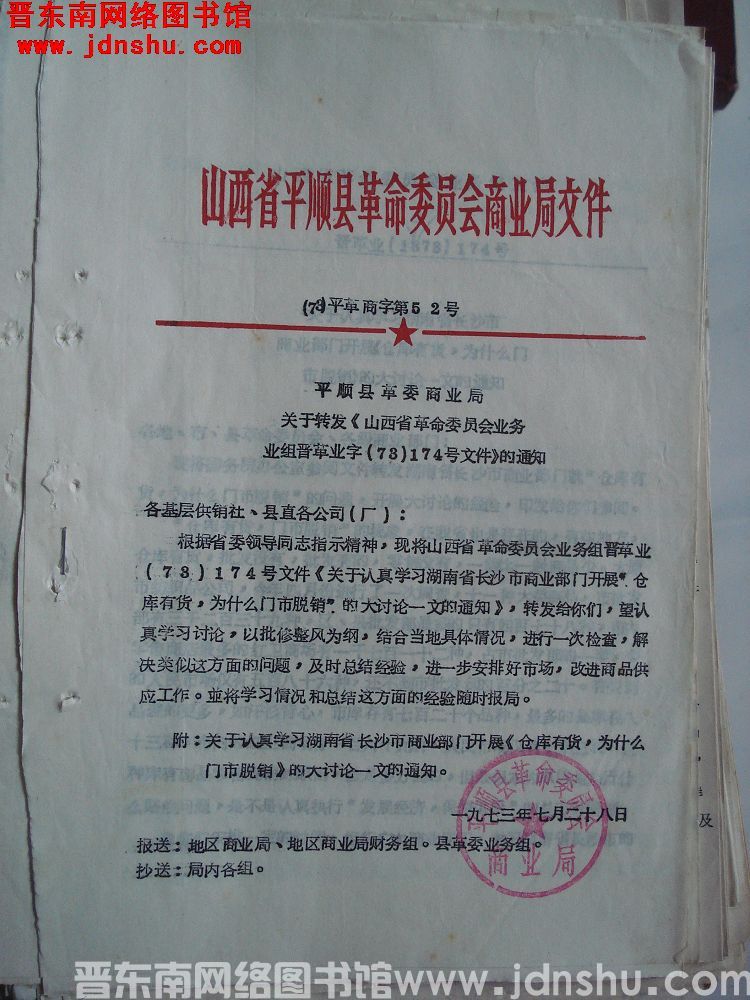 晋东南网络图书馆
www.jdnshu.com
山西省平顺县革命委员会商业局文件
(73)平革商字第52号
平顺县革委商业局
关于转发《山西省革命委员会业务
业组晋革业字(73)174号文件》的通知
各基层供销社、县直各公司(厂):
根据省委领导同志指示精神，现将山西省革命委员会业务组晋革业
(73)174号文件《关于认真学习湖南省长沙市商业部门开展“仓
库有货，为什么门市脱销”的大讨论一文的通知》，转发给你们，望认
真学习讨论，以批修整风为纲，结合当地具体情况，进行一次检查，解
决类似这方面的问题，及时总结经验，进一步安排好市场，改进商品供
应工作。並将学习情况和总结这方面的经验随时报局。
附：关于认真学习湖南省长沙市商业部门开展《仓库有货，为什么
门市脱销》的大讨论一文的通知。
一九七三年七月二十八日
平顺县革命委员会
商业局
报送：地区商业局、地区商业局财务组。县革委业务组。
抄送：局内各组。
及
晋东南网络图书馆www.jdnshu.com